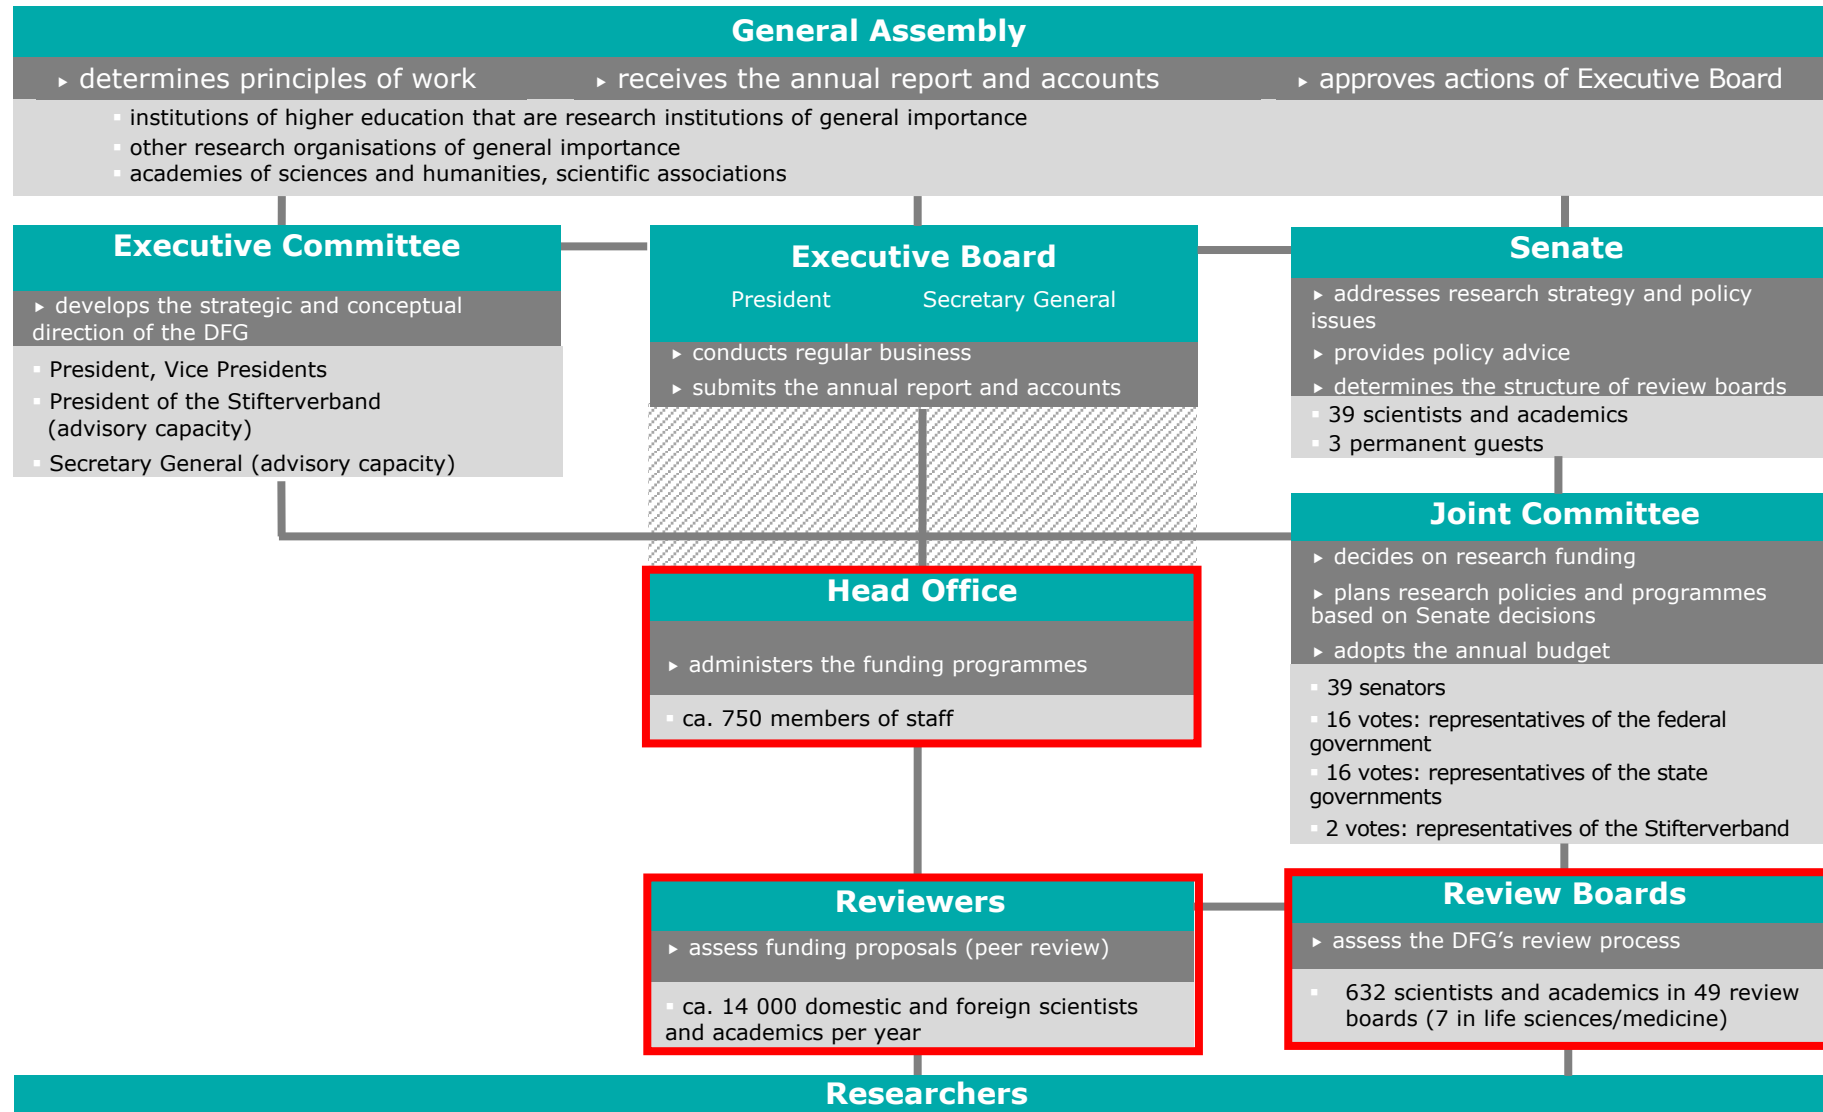 General Assembly
▸ determines principles of work ▸ receives the annual report and accounts ▸ approves actions of Executive Board
▪ institutions of higher education that are research institutions of general importance
▪ other research organisations of general importance
▪ academies of sciences and humanities, scientific associations
Executive Committee
▸ develops the strategic and conceptual
direction of the DFG
▪ President, Vice Presidents
▪ President of the Stifterverband
(advisory capacity)
▪ Secretary General (advisory capacity)
Executive Board
President Secretary General
▸ conducts regular business
▸ submits the annual report and accounts
Senate
▸ addresses research strategy and policy
issues
▸ provides policy advice
▸ determines the structure of review boards
▪ 39 scientists and academics
▪ 3 permanent guests
Joint Committee
▸ decides on research funding
▸ plans research policies and programmes
based on Senate decisions
▸ adopts the annual budget
▪ 39 senators
▪ 16 votes: representatives of the federal
government
▪ 16 votes: representatives of the state
governments
▪ 2 votes: representatives of the Stifterverband
Head Office
▸ administers the funding programmes
▪ ca. 750 members of staff
Reviewers
▸ assess funding proposals (peer review)
▪ ca. 14 000 domestic and foreign scientists
and academics per year
Review Boards
▸ assess the DFG’s review process
▪ 632 scientists and academics in 49 review
boards (7 in life sciences/medicine)
Researchers